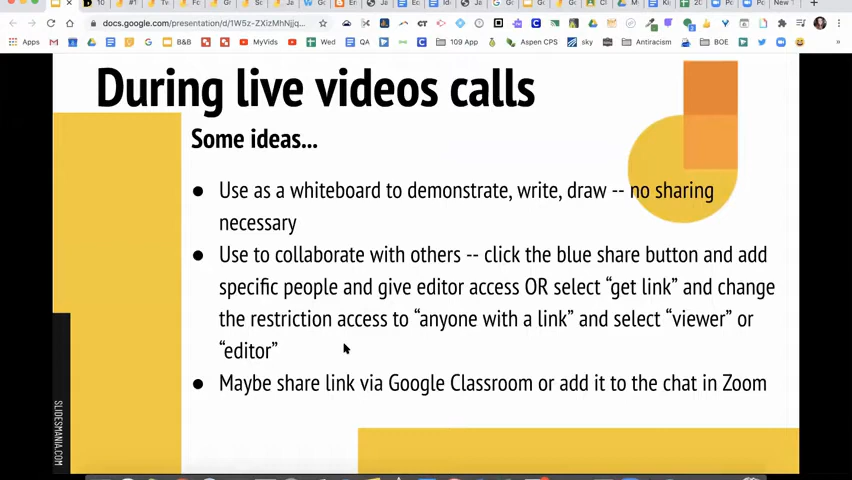 docs.google.com/presentation/d/1W5z-ZXizMhNjjq...
Apps
B&B
MyVids
109 App
Aspen CPS
sky
Antiracism
BOE
During live videos calls
Some ideas...
● Use as a whiteboard to demonstrate, write, draw -- no sharing
necessary
● Use to collaborate with others -- click the blue share button and add
specific people and give editor access OR select “get link” and change
the restriction access to “anyone with a link” and select “viewer” or
“editor”
● Maybe share link via Google Classroom or add it to the chat in Zoom
SLIDESMANIA.COM